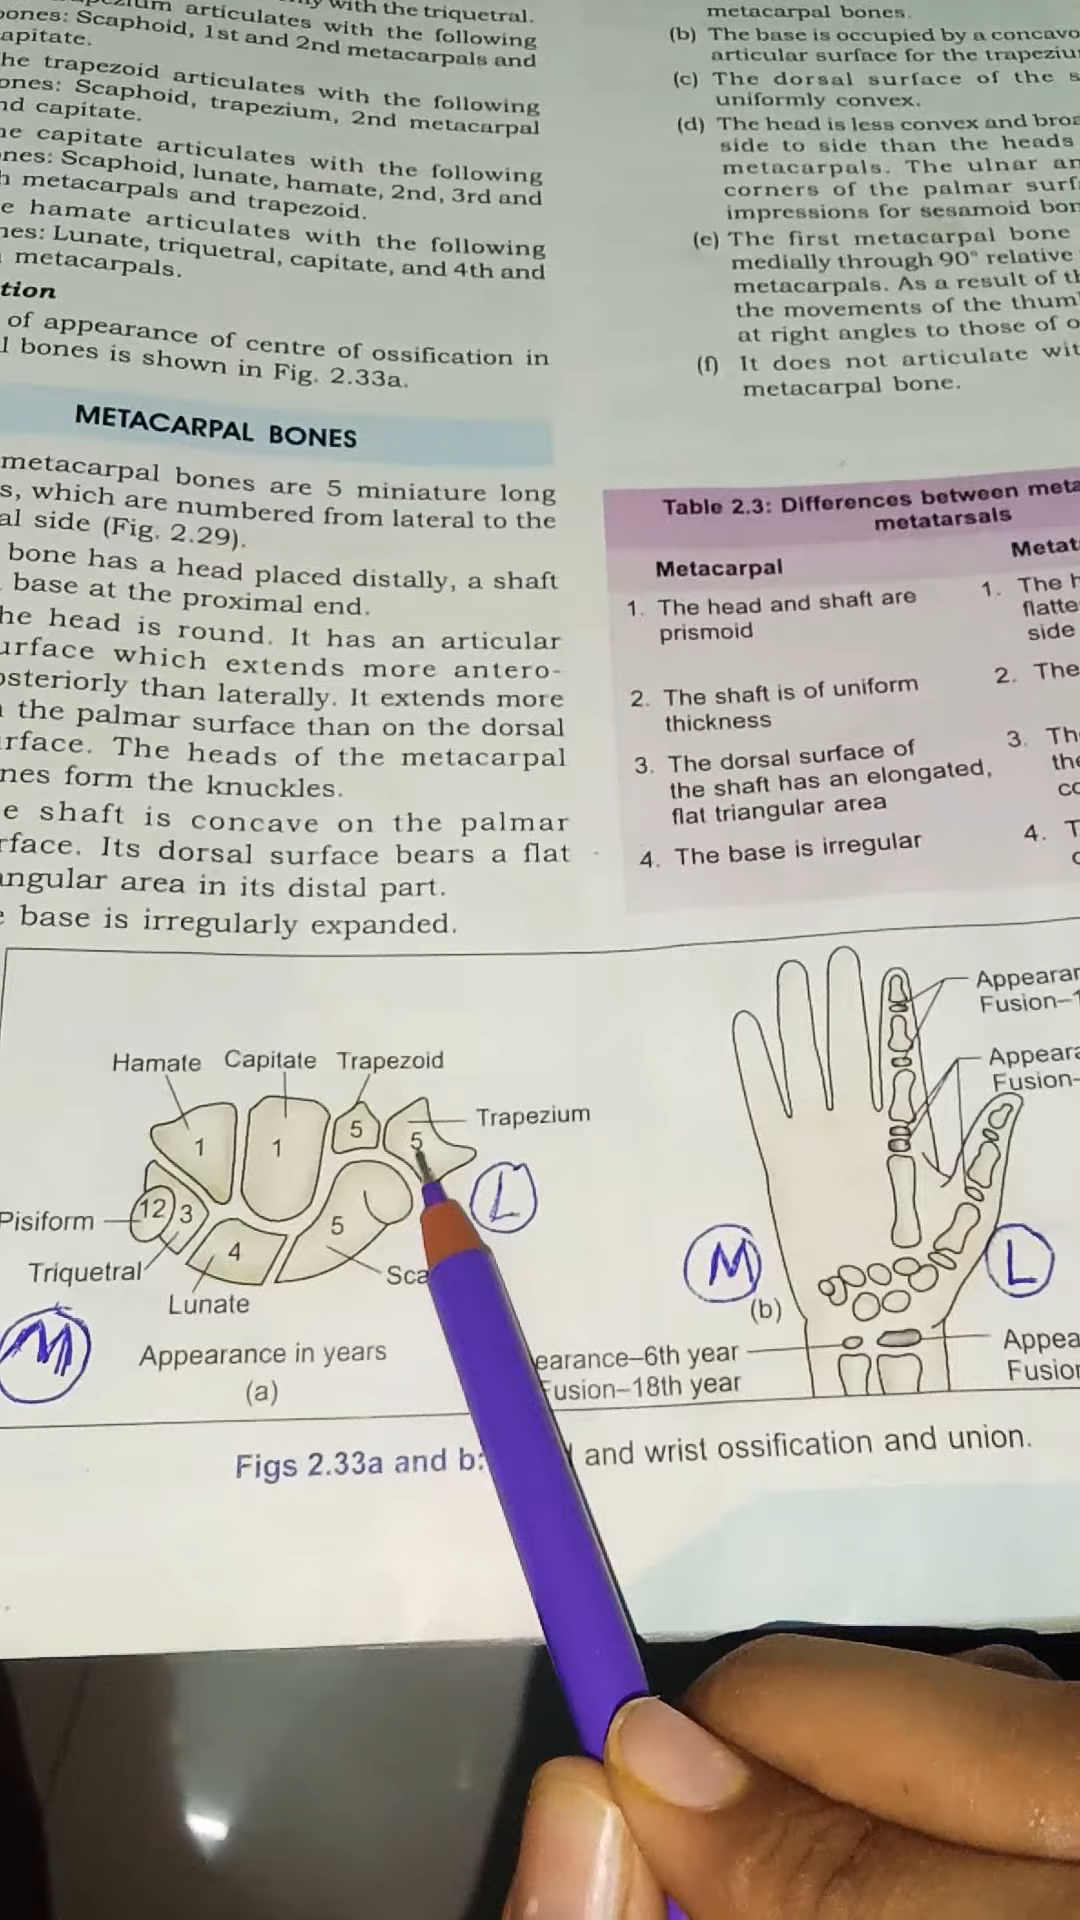 with the triquetral.
articulates with the following
bones: Scaphoid, 1st and 2nd metacarpals and
apitate.
he trapezoid articulates with the following
ones: Scaphoid, trapezium, 2nd metacarpal
nd capitate.
ne capitate articulates with the following
nes: Scaphoid, lunate, hamate, 2nd, 3rd and
h metacarpals and trapezoid.
e hamate articulates with the following
nes: Lunate, triquetral, capitate, and 4th and
metacarpals.
tion
of appearance of centre of ossification in
l bones is shown in Fig. 2.33a.
METACARPAL BONES
metacarpal bones are 5 miniature long
s, which are numbered from lateral to the
al side (Fig. 2.29).
bone has a head placed distally, a shaft
base at the proximal end.
he head is round. It has an articular
urface which extends more antero-
osteriorly than laterally. It extends more
the palmar surface than on the dorsal
rface. The heads of the metacarpal
nes form the knuckles.
e shaft is concave on the palmar
rface. Its dorsal surface bears a flat
angular area in its distal part.
base is irregularly expanded.
metacarpal bones.
(b) The base is occupied by a concavo
articular surface for the trapeziu
(c) The dorsal surface of the s
uniformly convex.
(d) The head is less convex and broa
side to side than the heads
metacarpals. The ulnar an
corners of the palmar surfa
impressions for sesamoid bon
(e) The first metacarpal bone
medially through 90° relative
metacarpals. As a result of th
the movements of the thum
at right angles to those of o
(f) It does not articulate wit
metacarpal bone.
Table 2.3: Differences between meta
metatarsals
Metacarpal
Metat
1. The head and shaft are
prismoid
1. The h
flatte
side
2. The shaft is of uniform
thickness
2. The
3. The dorsal surface of
the shaft has an elongated,
flat triangular area
3. Th
the
co
4. The base is irregular
4. T
Hamate Capitate Trapezoid
Trapezium
1 1 5 5
Pisiform 12 3 4 5
Triquetral
Sca
Lunate
L
M
Appearance in years
(a)
Appearan
Fusion–1
Appeara
Fusion-
M
L
(b)
earance–6th year
Fusion–18th year
Appea
Fusion
Figs 2.33a and b: and wrist ossification and union.